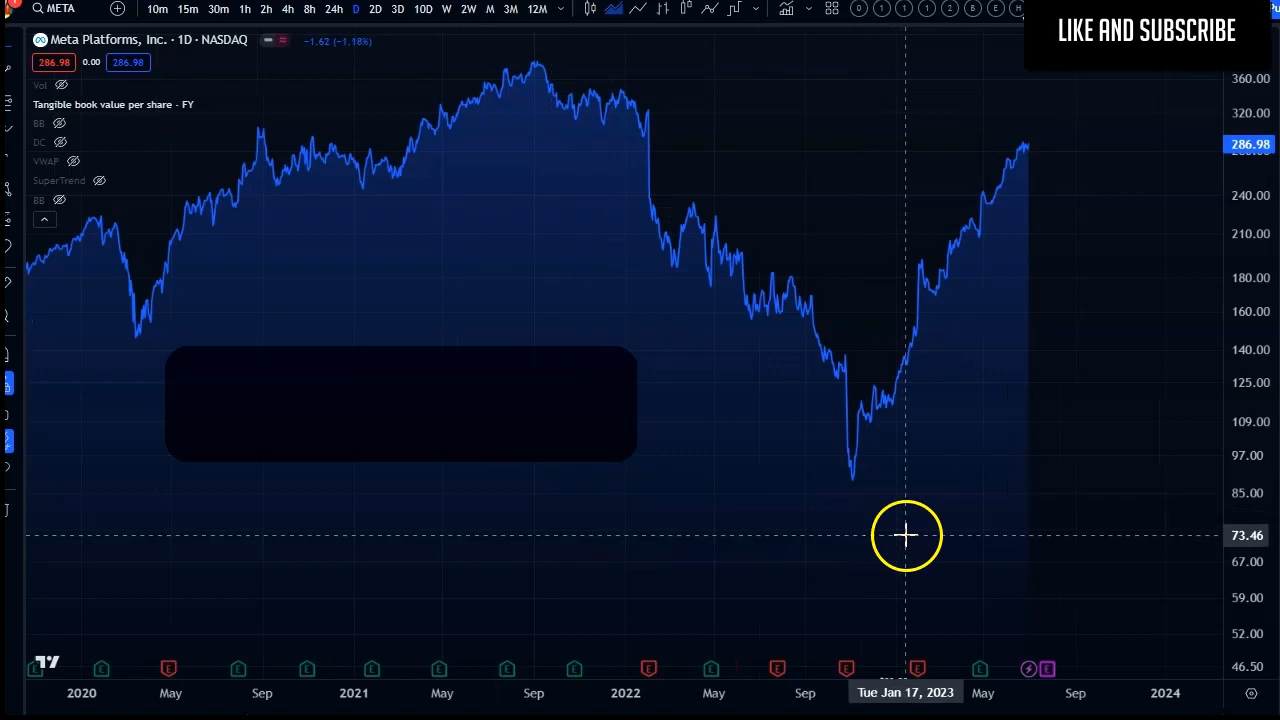 META 10m 15m 30m 1h 2h 4h 8h 24h D 2D 3D 10D W 2W M 3M 12M
LIKE AND SUBSCRIBE
Meta Platforms, Inc. · 1D · NASDAQ −1.62 (−1.18%)
286.98 0.00 286.98
Vol
Tangible book value per share · FY
BB
DC
VWAP
SuperTrend
BB
360.00
320.00
286.98
240.00
210.00
180.00
160.00
140.00
125.00
109.00
97.00
85.00
73.46
67.00
59.00
52.00
46.50
E E E E E E E E E E E E E E E E
2020 May Sep 2021 May Sep 2022 May Sep Tue Jan 17, 2023 May Sep 2024